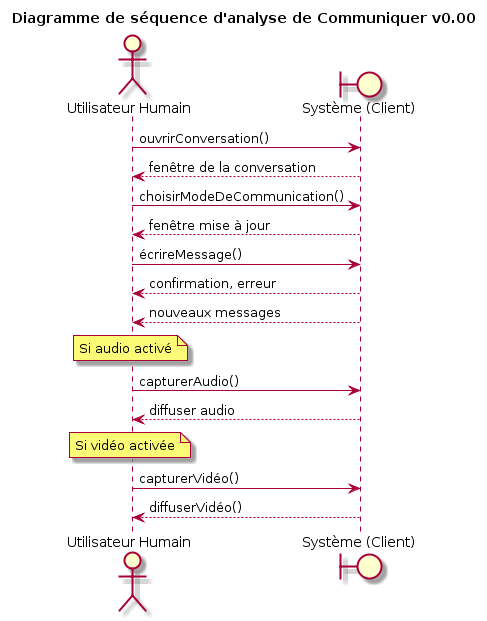 Diagramme de séquence d'analyse de Communiquer v0.00
Utilisateur Humain
Système (Client)
ouvrirConversation()
fenêtre de la conversation
choisirModeDeCommunication()
fenêtre mise à jour
écrireMessage()
confirmation, erreur
nouveaux messages
Si audio activé
capturerAudio()
diffuser audio
Si vidéo activée
capturerVidéo()
diffuserVidéo()
Utilisateur Humain
Système (Client)